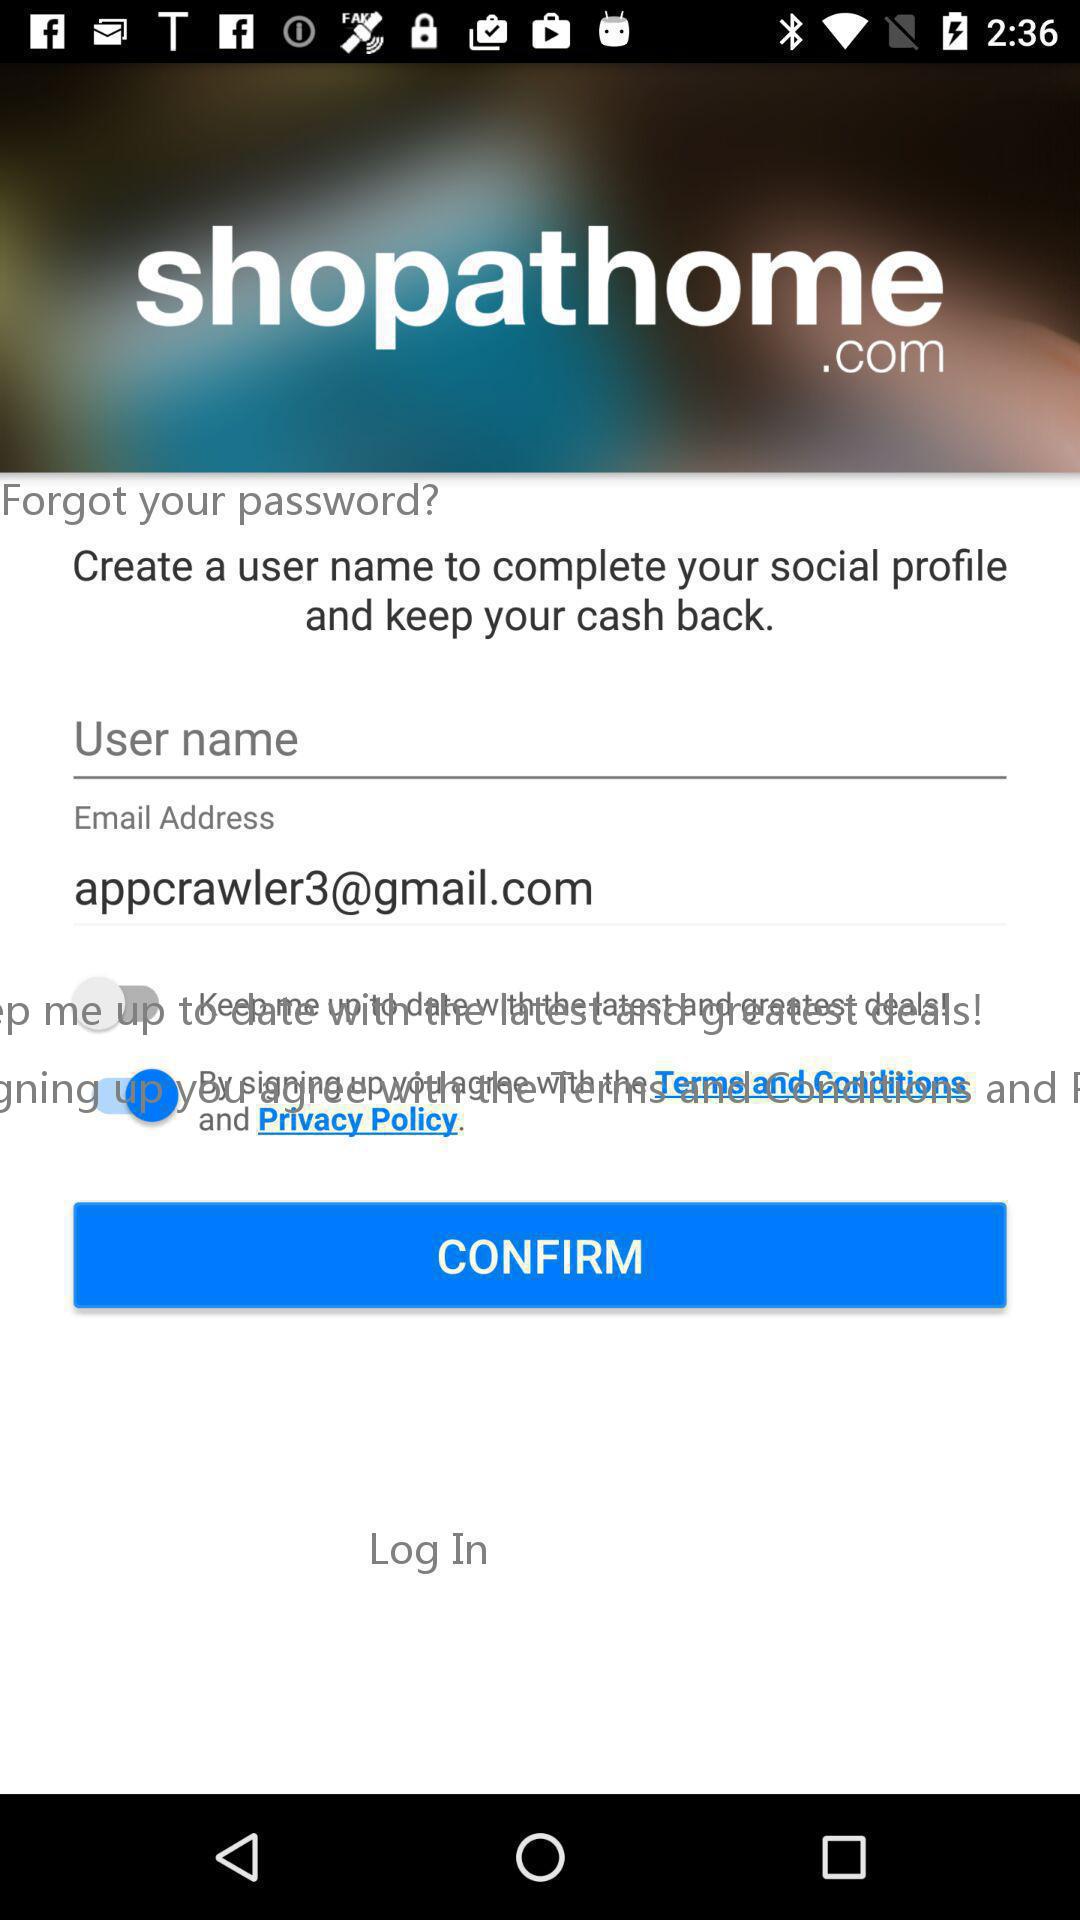 FAK 2:36
shopathome
.com
Forgot your password?
Create a user name to complete your social profile
and keep your cash back.
User name
Email Address
appcrawler3@gmail.com
Keep me up to date with the latest and greatest deals!
ep me up to date with the latest and greatest deals!
By signing up you agree with the Terms and Conditions
gning up you agree with the Terms and Conditions and P
and Privacy Policy.
CONFIRM
Log In